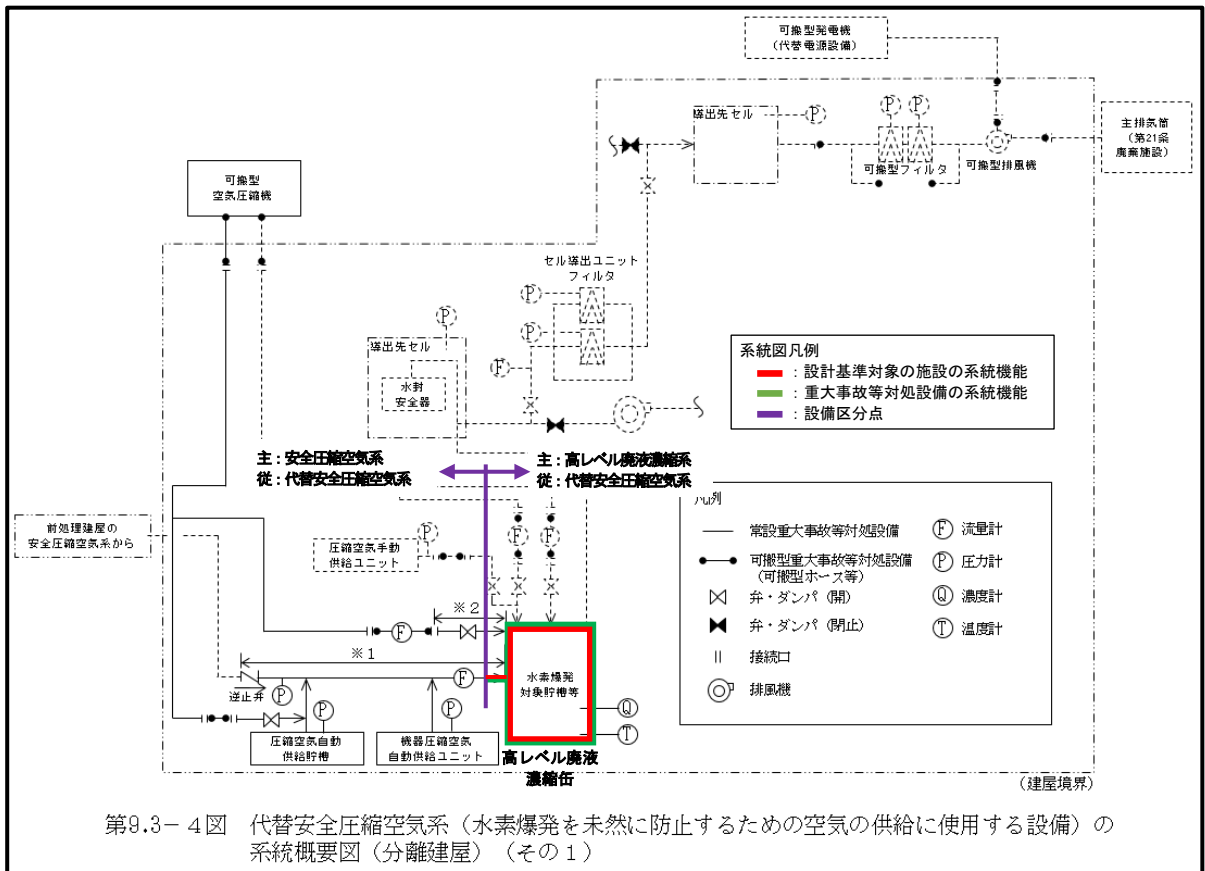 可搬型発電機
（代替電源設備）
導出先セル
P
P
P
主排気筒
（第21条
廃棄施設）
可搬型フィルタ
可搬型排風機
可搬型
空気圧縮機
セル導出ユニット
フィルタ
P
P
P
F
導出先セル
水封
安全器
系統図凡例
：設計基準対象の施設の系統機能
：重大事故等対処設備の系統機能
：設備区分点
主：安全圧縮空気系
従：代替安全圧縮空気系
主：高レベル廃液濃縮系
従：代替安全圧縮空気系
凡例
常設重大事故等対処設備
可搬型重大事故等対処設備
（可搬型ホース等）
弁・ダンパ（開）
弁・ダンパ（閉止）
接続口
排風機
F 流量計
P 圧力計
Q 濃度計
T 温度計
前処理建屋の
安全圧縮空気系から
圧縮空気手動
供給ユニット
P
F
F
※2
F
※1
F
逆止弁
P
P
P
圧縮空気自動
供給貯槽
機器圧縮空気
自動供給ユニット
水素爆発
対象貯槽等
Q
T
高レベル廃液
濃縮缶
（建屋境界）
第9.3－4図 代替安全圧縮空気系（水素爆発を未然に防止するための空気の供給に使用する設備）の
系統概要図（分離建屋）（その1）